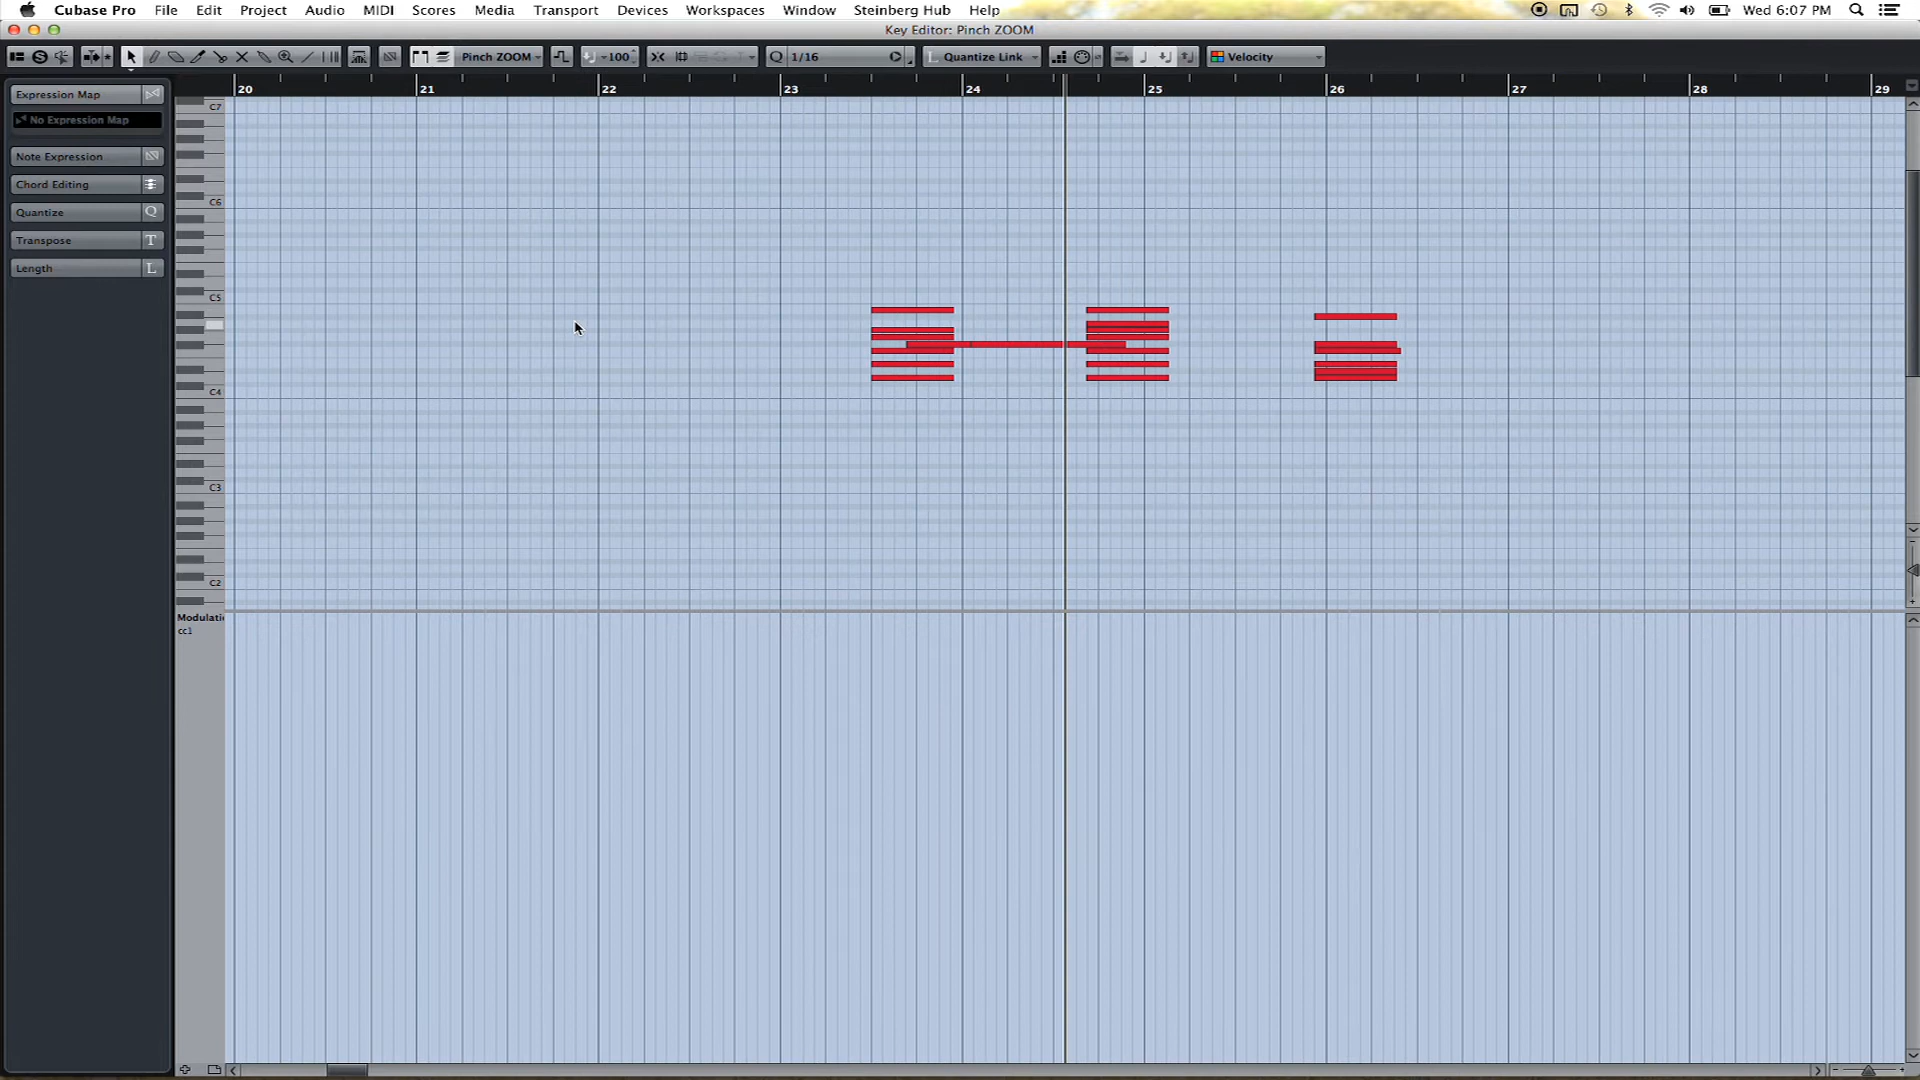 Cubase Pro File Edit Project Audio MIDI Scores Media Transport Devices Workspaces Window Steinberg Hub Help Wed 6:07 PM
Key Editor: Pinch ZOOM
Pinch ZOOM 100 Q 1/16 Quantize Link Velocity
20 21 22 23 24 25 26 27 28 29
Expression Map
No Expression Map
Note Expression
Chord Editing
Quantize Q
Transpose T
Length L
C7
C6
C5
C4
C3
C2
Modulati
cc1